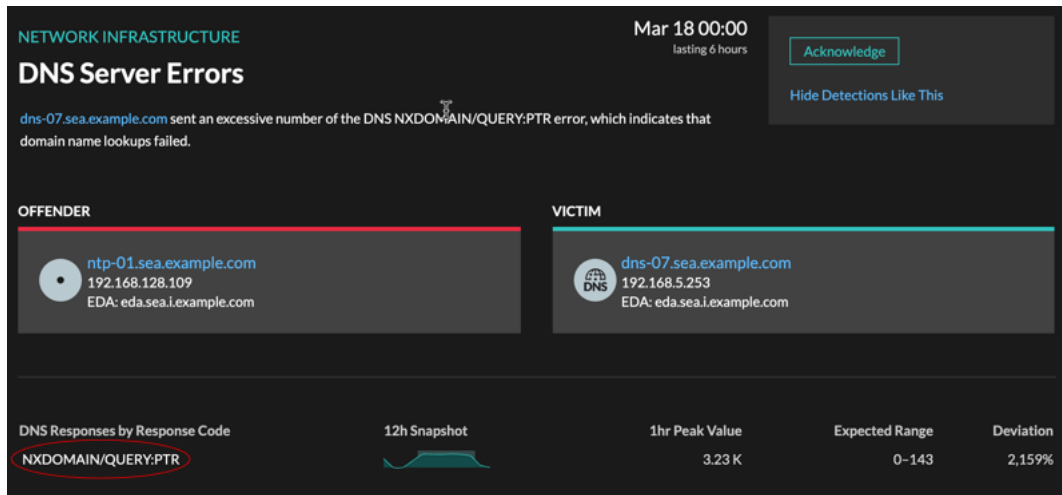 NETWORK INFRASTRUCTURE
DNS Server Errors
Mar 18 00:00
lasting 6 hours
Acknowledge
Hide Detections Like This
dns-07.sea.example.com sent an excessive number of the DNS NXDOMAIN/QUERY:PTR error, which indicates that
domain name lookups failed.
OFFENDER
ntp-01.sea.example.com
192.168.128.109
EDA: eda.sea.i.example.com
VICTIM
DNS
dns-07.sea.example.com
192.168.5.253
EDA: eda.sea.i.example.com
DNS Responses by Response Code 12h Snapshot 1hr Peak Value Expected Range Deviation
NXDOMAIN/QUERY:PTR 3.23 K 0–143 2,159%